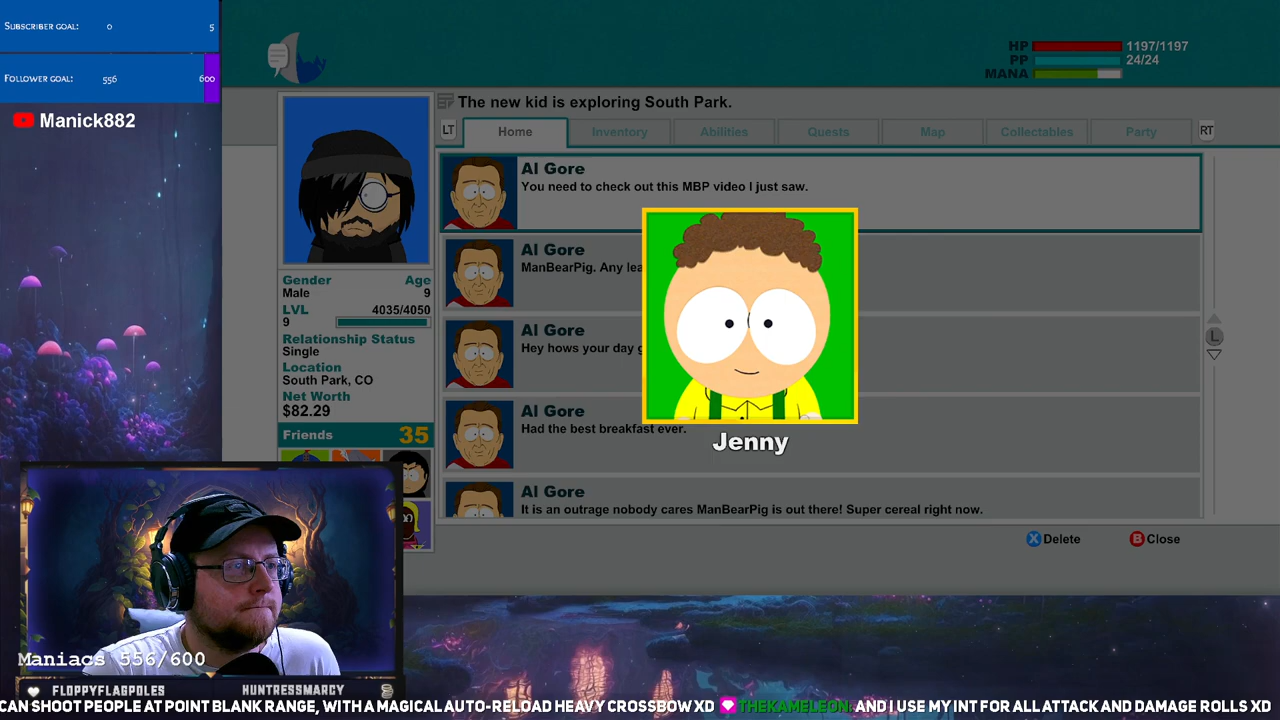 SUBSCRIBER GOAL: 0 5
FOLLOWER GOAL: 556 600
Manick882
HP 1197/1197
PP 24/24
MANA
The new kid is exploring South Park.
LT Home Inventory Abilities Quests Map Collectables Party RT
Al Gore
You need to check out this MBP video I just saw.
Al Gore
ManBearPig. Any
Al Gore
Hey hows your day
Al Gore
Had the best breakfast ever.
Al Gore
It is an outrage nobody cares ManBearPig is out there! Super cereal right now.
Jenny
Gender Age
Male 9
LVL 4035/4050
9
Relationship Status
Single
Location
South Park, CO
Net Worth
$82.29
Friends 35
L
X Delete B Close
Maniacs 556/600
FLOPPYFLAGPOLES HUNTRESSMARCY
CAN SHOOT PEOPLE AT POINT BLANK RANGE, WITH A MAGICAL AUTO-RELOAD HEAVY CROSSBOW XD THEKAMELEON: AND I USE MY INT FOR ALL ATTACK AND DAMAGE ROLLS XD